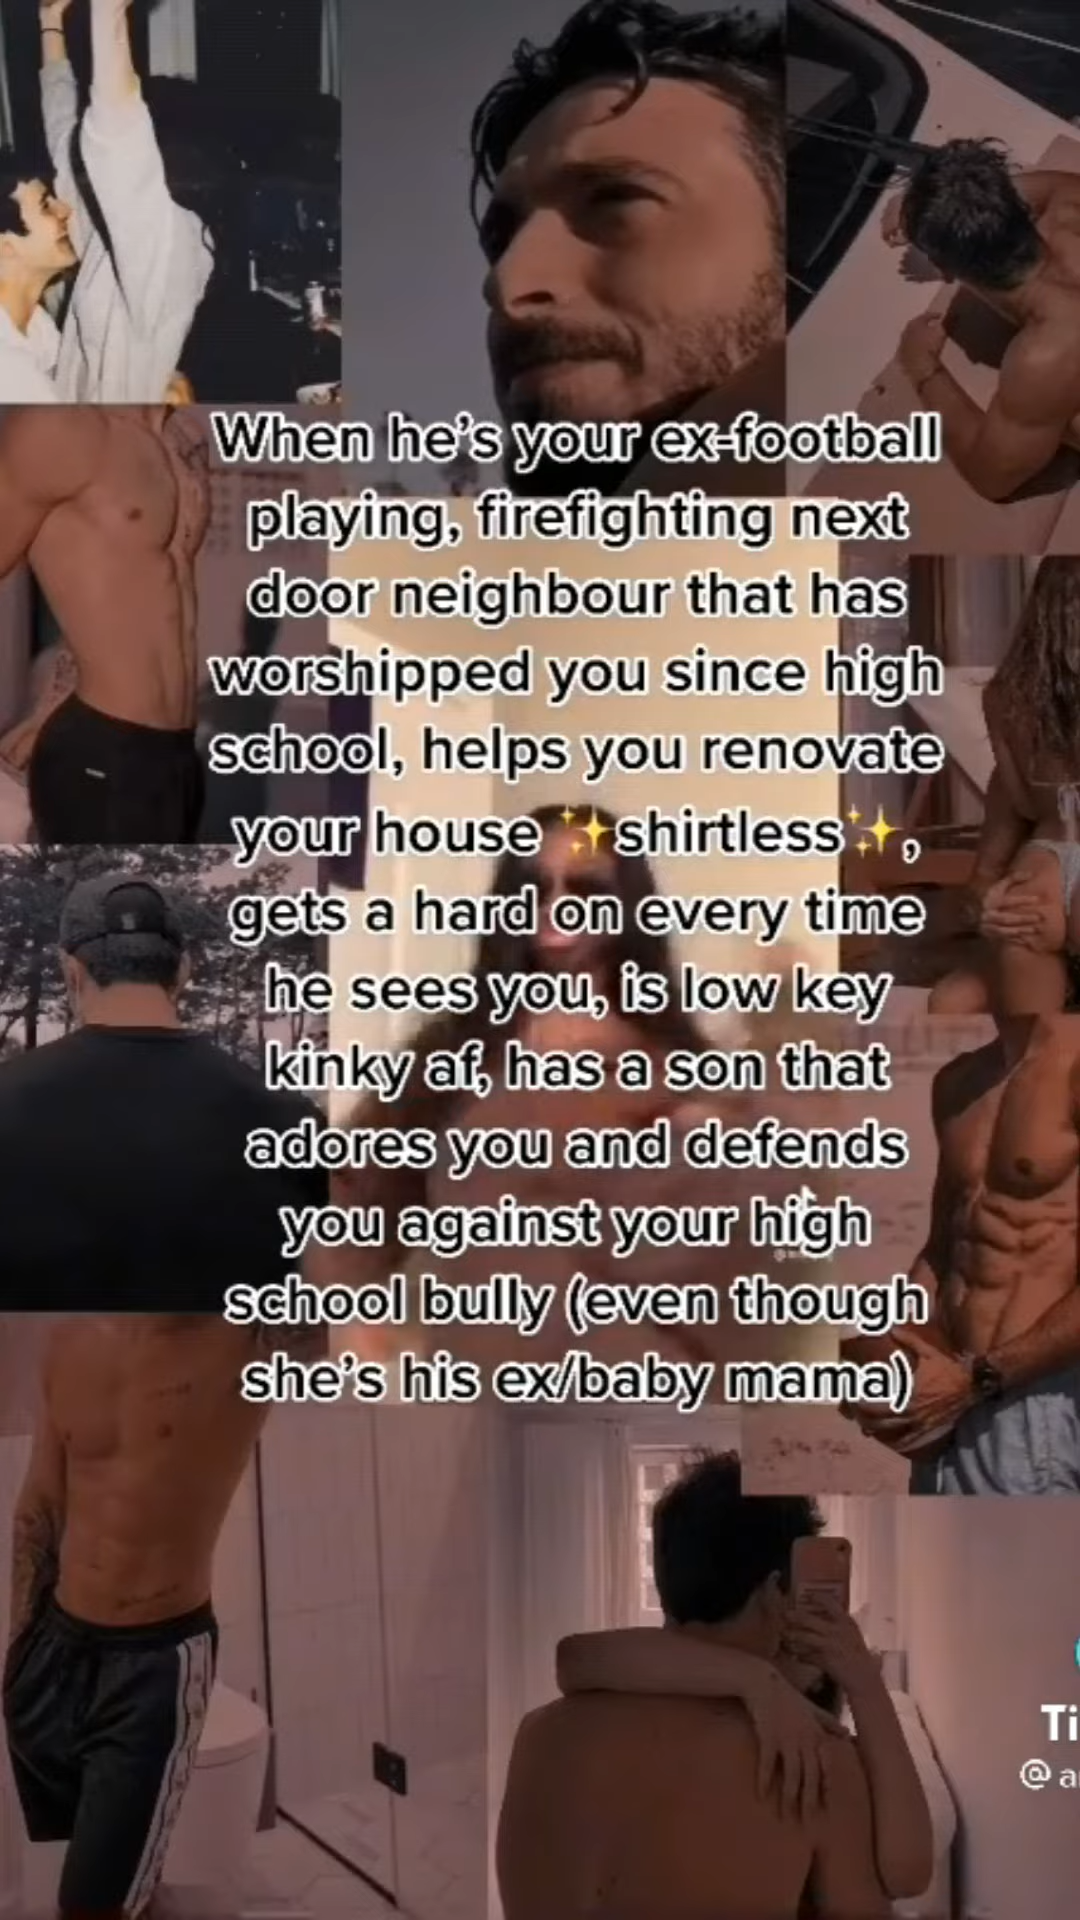 When he's your ex-football
playing, firefighting next
door neighbour that has
worshipped you since high
school, helps you renovate
your house ✨shirtless✨,
gets a hard on every time
he sees you, is low key
kinky af, has a son that
adores you and defends
you against your high
school bully (even though
she's his ex/baby mama)
Ti
@ a